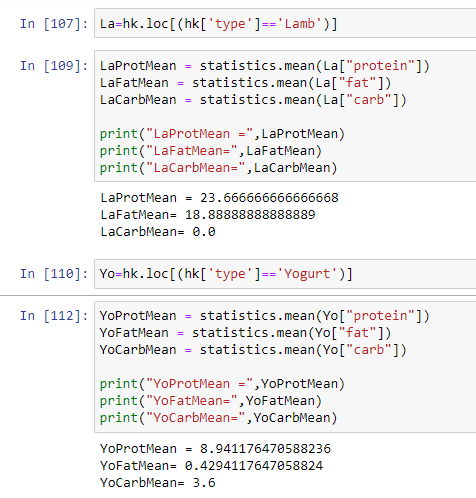 In [107]: La=hk.loc[(hk['type']=='Lamb')]
In [109]: LaProtMean = statistics.mean(La["protein"])
LaFatMean = statistics.mean(La["fat"])
LaCarbMean = statistics.mean(La["carb"])
print("LaProtMean =",LaProtMean)
print("LaFatMean=",LaFatMean)
print("LaCarbMean=",LaCarbMean)
LaProtMean = 23.666666666666668
LaFatMean= 18.88888888888889
LaCarbMean= 0.0
In [110]: Yo=hk.loc[(hk['type']=='Yogurt')]
In [112]: YoProtMean = statistics.mean(Yo["protein"])
YoFatMean = statistics.mean(Yo["fat"])
YoCarbMean = statistics.mean(Yo["carb"])
print("YoProtMean =",YoProtMean)
print("YoFatMean=",YoFatMean)
print("YoCarbMean=",YoCarbMean)
YoProtMean = 8.941176470588236
YoFatMean= 0.4294117647058824
YoCarbMean= 3.6